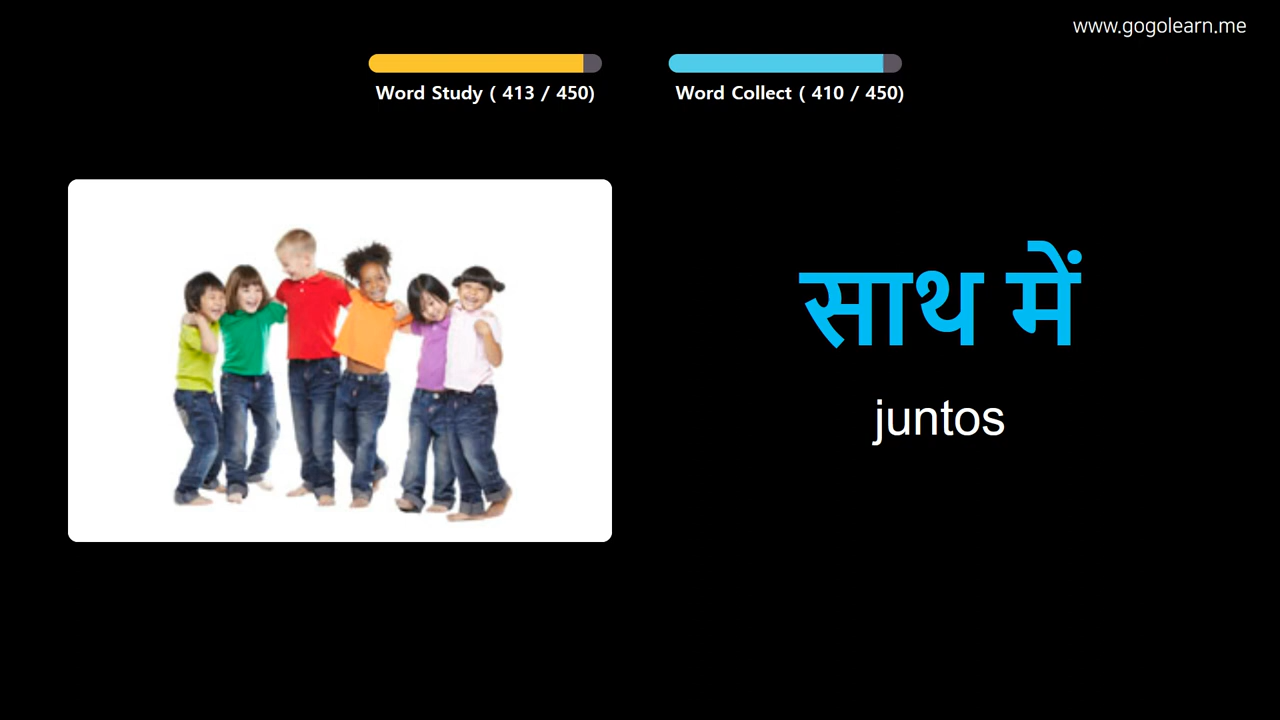 www.gogolearn.me
Word Study ( 413 / 450)
Word Collect ( 410 / 450)
साथ में
juntos